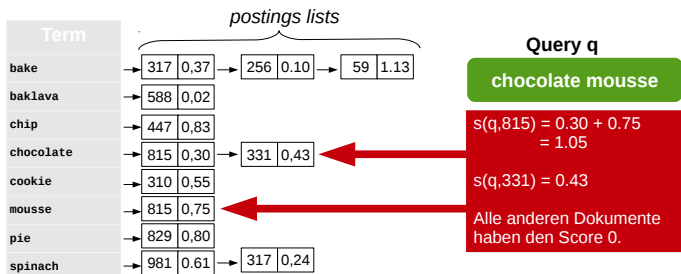 postings lists
Term
bake 317 0,37 256 0.10 59 1.13
baklava 588 0,02
chip 447 0,83
chocolate 815 0,30 331 0,43
cookie 310 0,55
mousse 815 0,75
pie 829 0,80
spinach 981 0.61 317 0,24
Query q
chocolate mousse
s(q,815) = 0.30 + 0.75
= 1.05
s(q,331) = 0.43
Alle anderen Dokumente
haben den Score 0.